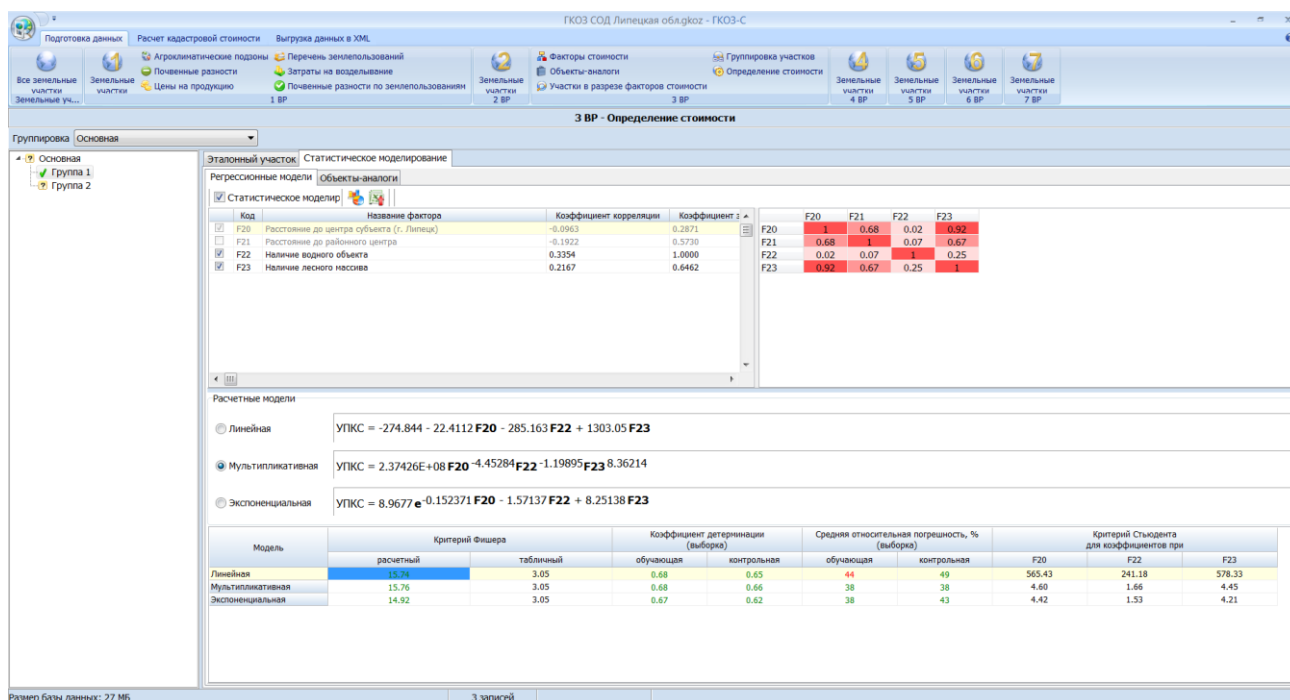 ГКОЗ СОД Липецкая обл.gkoz - ГКОЗ-С
Подготовка данных Расчет кадастровой стоимости Выгрузка данных в XML
Все земельные участки
Земельные уч...
Земельные участки
Агроклиматические подзоны Перечень землепользований
Почвенные разности Затраты на возделывание
Цены на продукцию Почвенные разности по землепользованиям
1 ВР
Земельные участки
2 ВР
Факторы стоимости Группировка участков
Объекты-аналоги Определение стоимости
Участки в разрезе факторов стоимости
3 ВР
Земельные участки
4 ВР
Земельные участки
5 ВР
Земельные участки
6 ВР
Земельные участки
7 ВР
3 ВР - Определение стоимости
Группировка Основная
Основная
Группа 1
Группа 2
Эталонный участок Статистическое моделирование
Регрессионные модели Объекты-аналоги
Статистическое моделир
Код Название фактора Коэффициент корреляции Коэффициент з
F20 Расстояние до центра субъекта (г. Липецк) -0.0963 0.2871
F21 Расстояние до районного центра -0.1922 0.5730
F22 Наличие водного объекта 0.3354 1.0000
F23 Наличие лесного массива 0.2167 0.6462
F20 F21 F22 F23
F20 1 0.68 0.02 0.92
F21 0.68 1 0.07 0.67
F22 0.02 0.07 1 0.25
F23 0.92 0.67 0.25 1
Расчетные модели
Линейная УПКС = -274.844 - 22.4112 F20 - 285.163 F22 + 1303.05 F23
Мультипликативная УПКС = 2.37426E+08 F20 -4.45284 F22 -1.19895 F23 8.36214
Экспоненциальная УПКС = 8.9677 e -0.152371 F20 - 1.57137 F22 + 8.25138 F23
Модель Критерий Фишера Коэффициент детерминации (выборка) Средняя относительная погрешность, % (выборка) Критерий Стьюдента для коэффициентов при
расчетный табличный обучающая контрольная обучающая контрольная F20 F22 F23
Линейная 15.74 3.05 0.68 0.65 44 49 565.43 241.18 578.33
Мультипликативная 15.76 3.05 0.68 0.66 38 38 4.60 1.66 4.45
Экспоненциальная 14.92 3.05 0.67 0.62 38 43 4.42 1.53 4.21
Размер базы данных: 27 МБ 3 записей